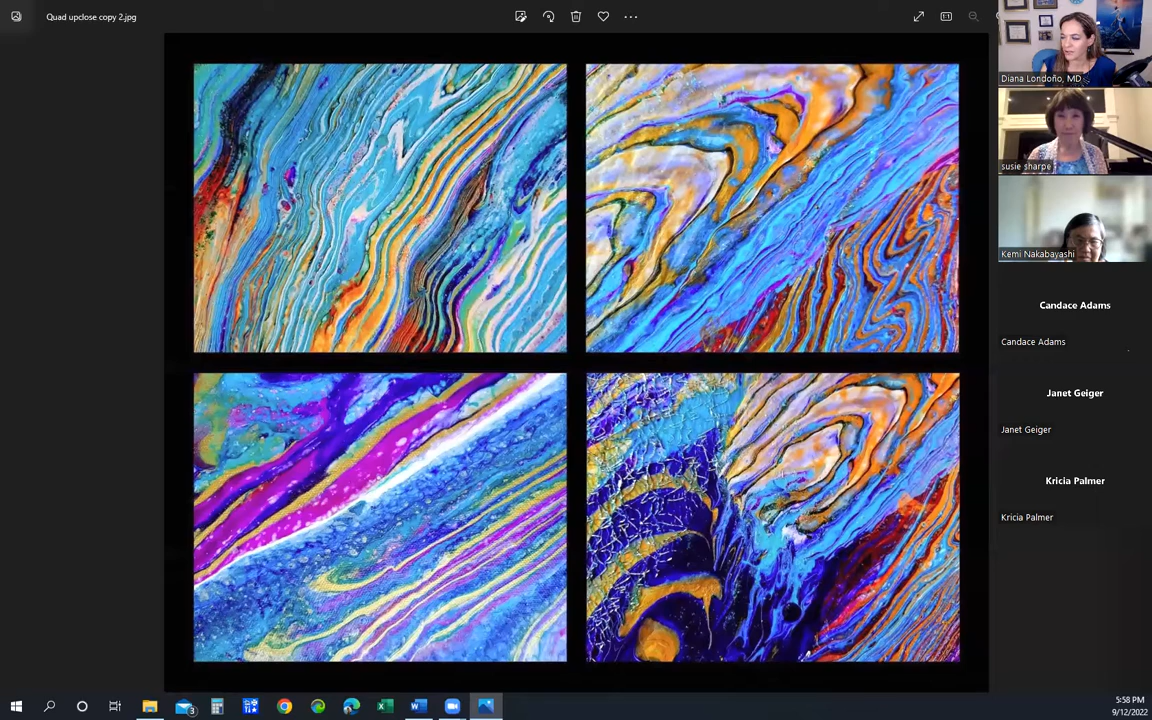 Quad upclose copy 2.jpg
Diana Londoño, MD
susie sharpe
Kemi Nakabayashi
Candace Adams
Candace Adams
Janet Geiger
Janet Geiger
Kricia Palmer
Kricia Palmer
3
5:58 PM
9/12/2022